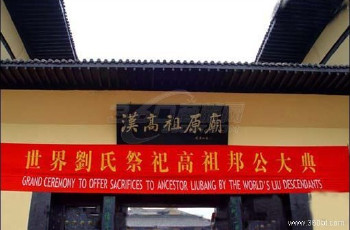 漢高祖原廟
世界劉氏祭祀高祖邦公大典
GRAND CEREMONY TO OFFER SACRIFICES TO ANCESTOR LIUBANG BY THE WORLD'S LIU DESCENDANTS